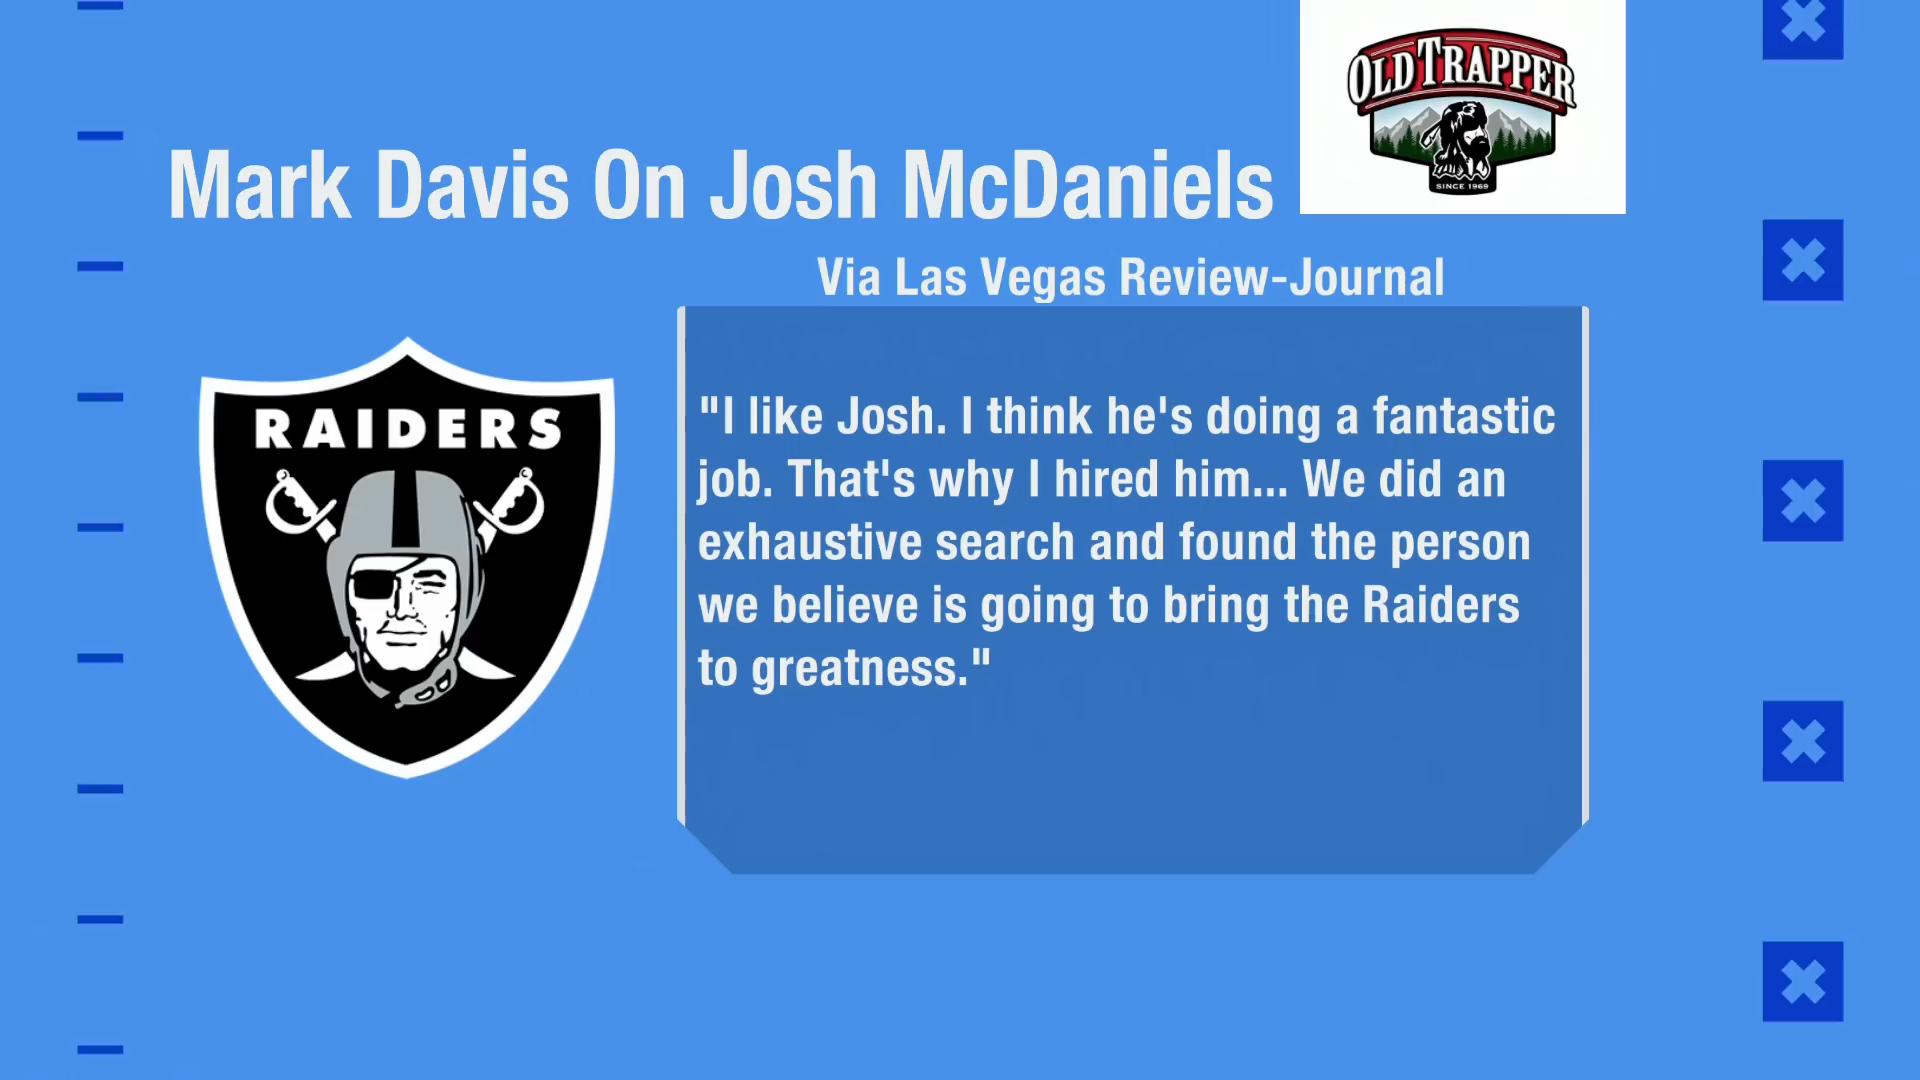 OLD TRAPPER
SINCE 1969
Mark Davis On Josh McDaniels
Via Las Vegas Review-Journal
RAIDERS
"I like Josh. I think he's doing a fantastic
job. That's why I hired him... We did an
exhaustive search and found the person
we believe is going to bring the Raiders
to greatness."